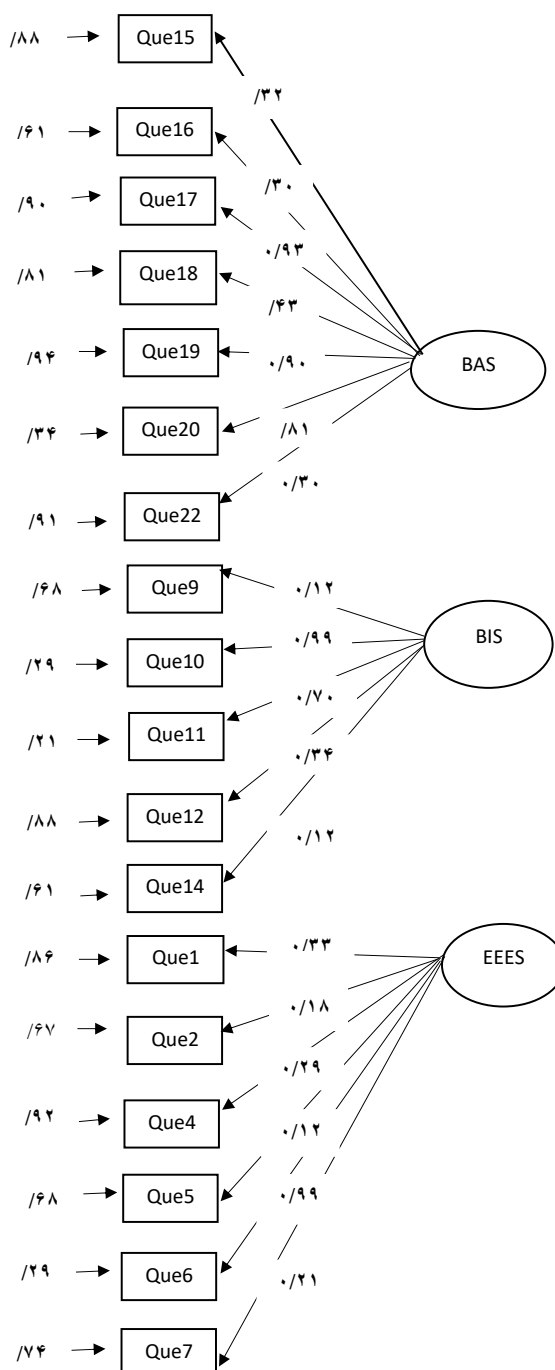 /۸۸ Que15
/۳۲
/۶۱ Que16
/۳۰
/۹۰ Que17
۰/۹۳
/۸۱ Que18
/۴۳
/۹۴ Que19
۰/۹۰
BAS
/۳۴ Que20
/۸۱
۰/۳۰
/۹۱ Que22
/۶۸ Que9
۰/۱۲
۰/۹۹
BIS
/۲۹ Que10
۰/۷۰
/۲۱ Que11
۰/۳۴
/۸۸ Que12
۰/۱۲
/۶۱ Que14
/۸۶ Que1
۰/۳۳
EEES
۰/۱۸
/۶۷ Que2
۰/۲۹
/۹۲ Que4
۰/۱۲
/۶۸ Que5
۰/۹۹
/۲۹ Que6
۰/۲۱
/۷۴ Que7